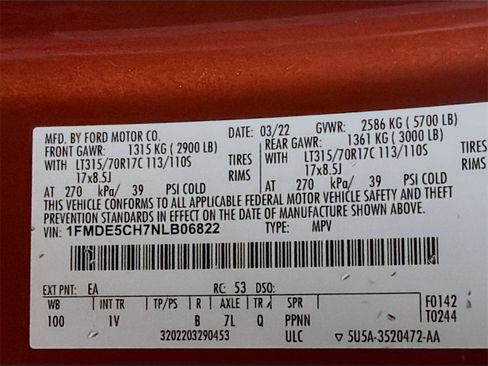 MFD. BY FORD MOTOR CO. DATE: 03/22 GVWR: 2586 KG ( 5700 LB)
FRONT GAWR: 1315 KG ( 2900 LB) REAR GAWR: 1361 KG ( 3000 LB)
WITH LT315/70R17C 113/110S TIRES WITH LT315/70R17C 113/110S TIRES
17x8.5J RIMS 17x8.5J RIMS
AT 270 kPa/ 39 PSI COLD AT 270 kPa/ 39 PSI COLD
THIS VEHICLE CONFORMS TO ALL APPLICABLE FEDERAL MOTOR VEHICLE SAFETY AND THEFT
PREVENTION STANDARDS IN EFFECT ON THE DATE OF MANUFACTURE SHOWN ABOVE.
VIN: 1FMDE5CH7NLB06822 TYPE: MPV
EXT PNT: EA RC: 53 DSO:
WB INT TR TP/PS R AXLE TR SPR F0142
100 1V B 7L Q PPNN T0244
3202203290453 ULC ▽ 5U5A-3520472-AA